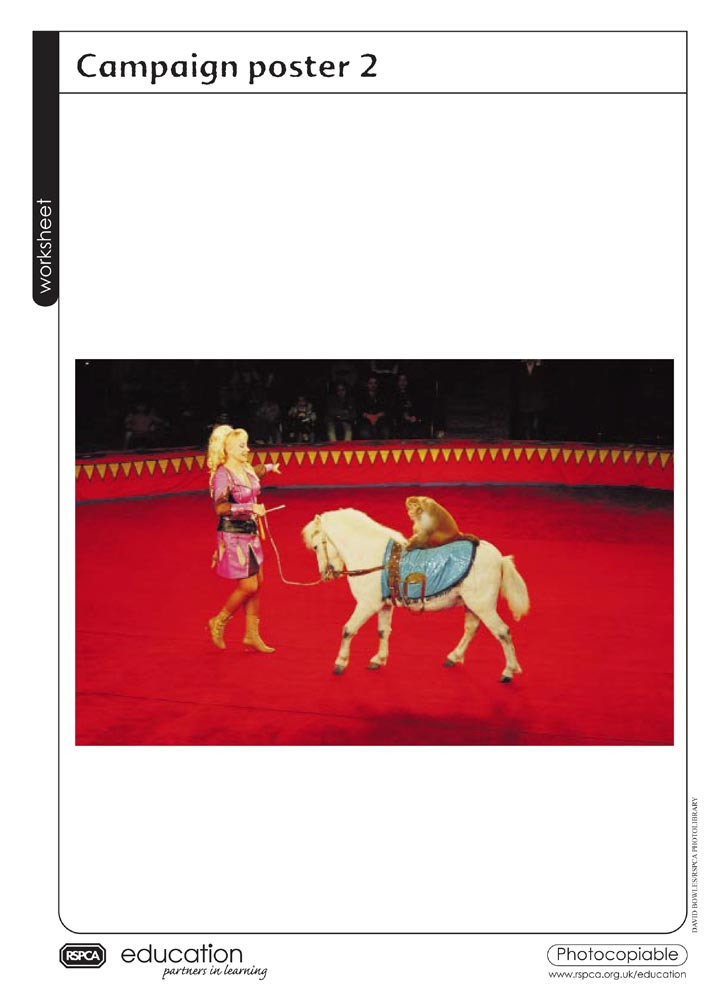 Campaign poster 2
worksheet
DAVID BOWLES/RSPCA PHOTOLIBRARY
RSPCA
education
partners in learning
Photocopiable
www.rspca.org.uk/education